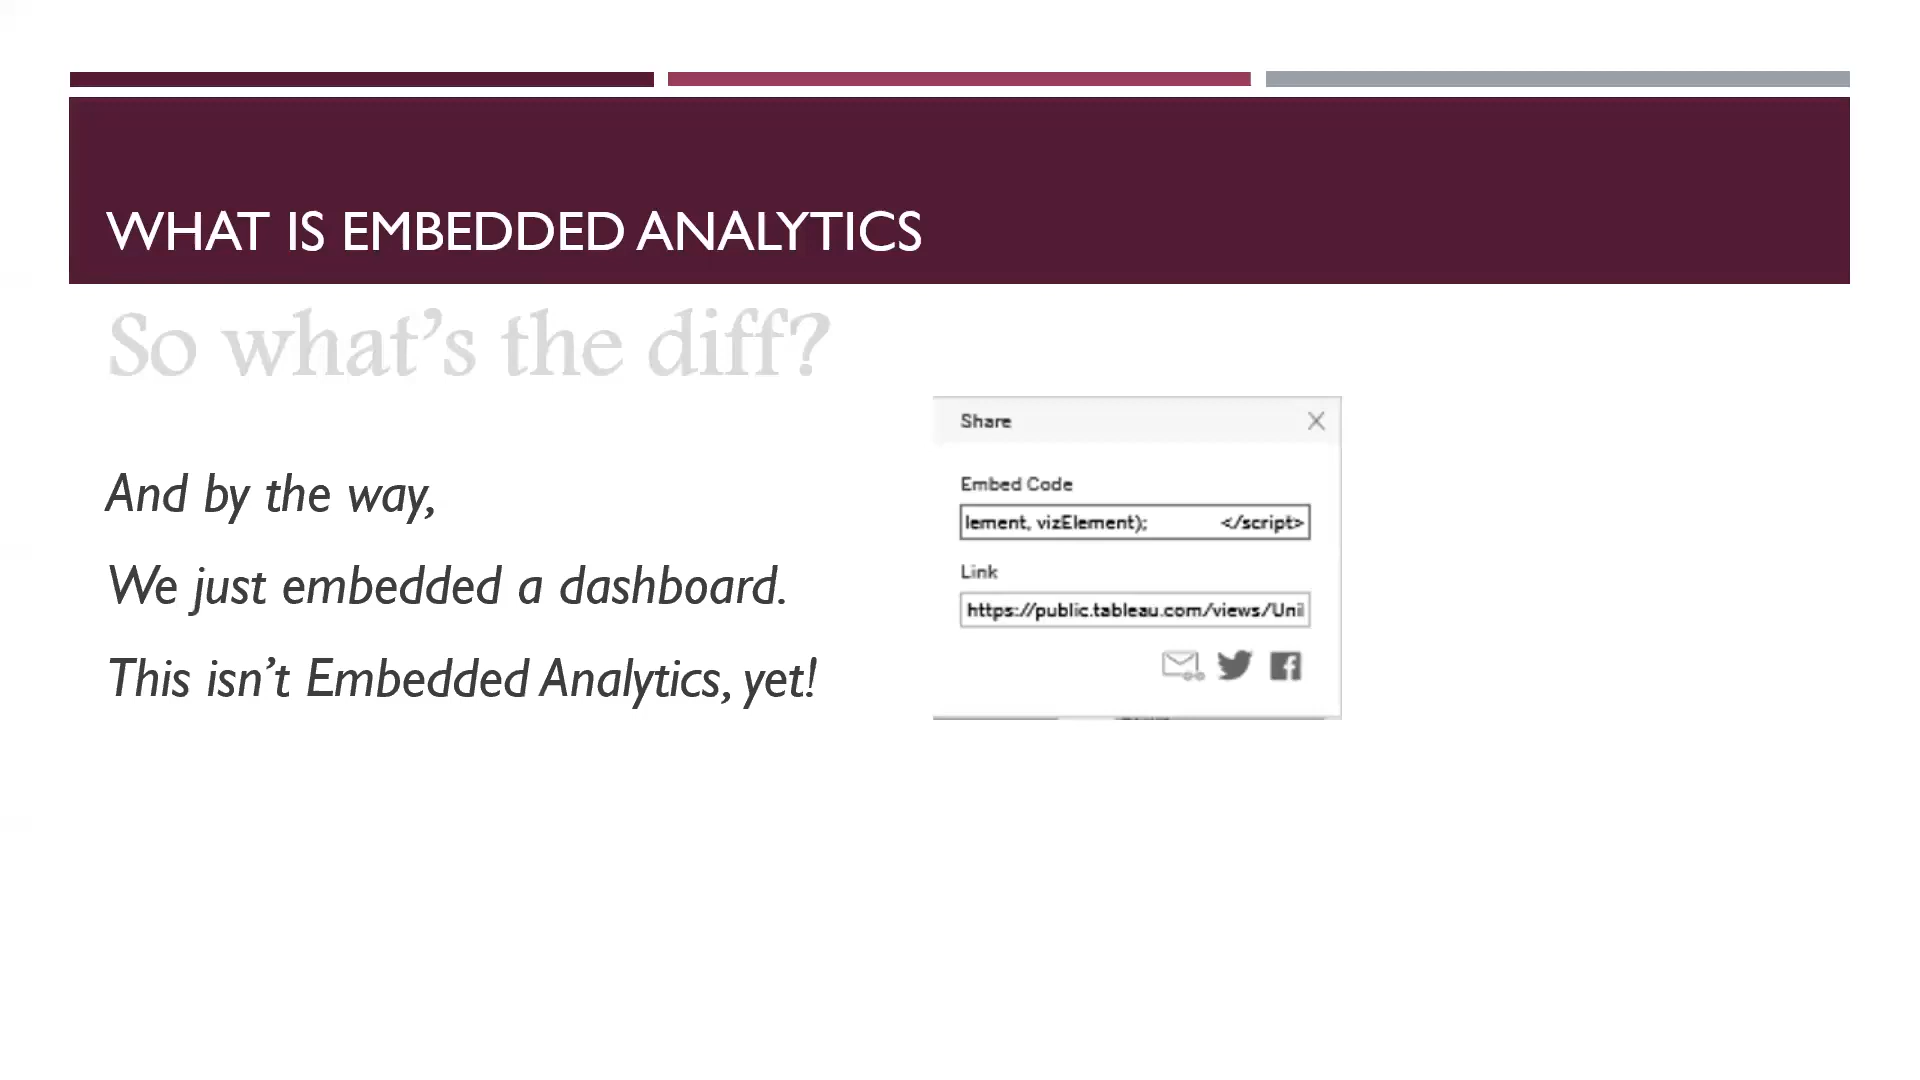 WHAT IS EMBEDDED ANALYTICS
So what’s the diff?
And by the way,
We just embedded a dashboard.
This isn’t Embedded Analytics, yet!
Share
Embed Code
lement, vizElement); </script>
Link
https://public.tableau.com/views/Uni